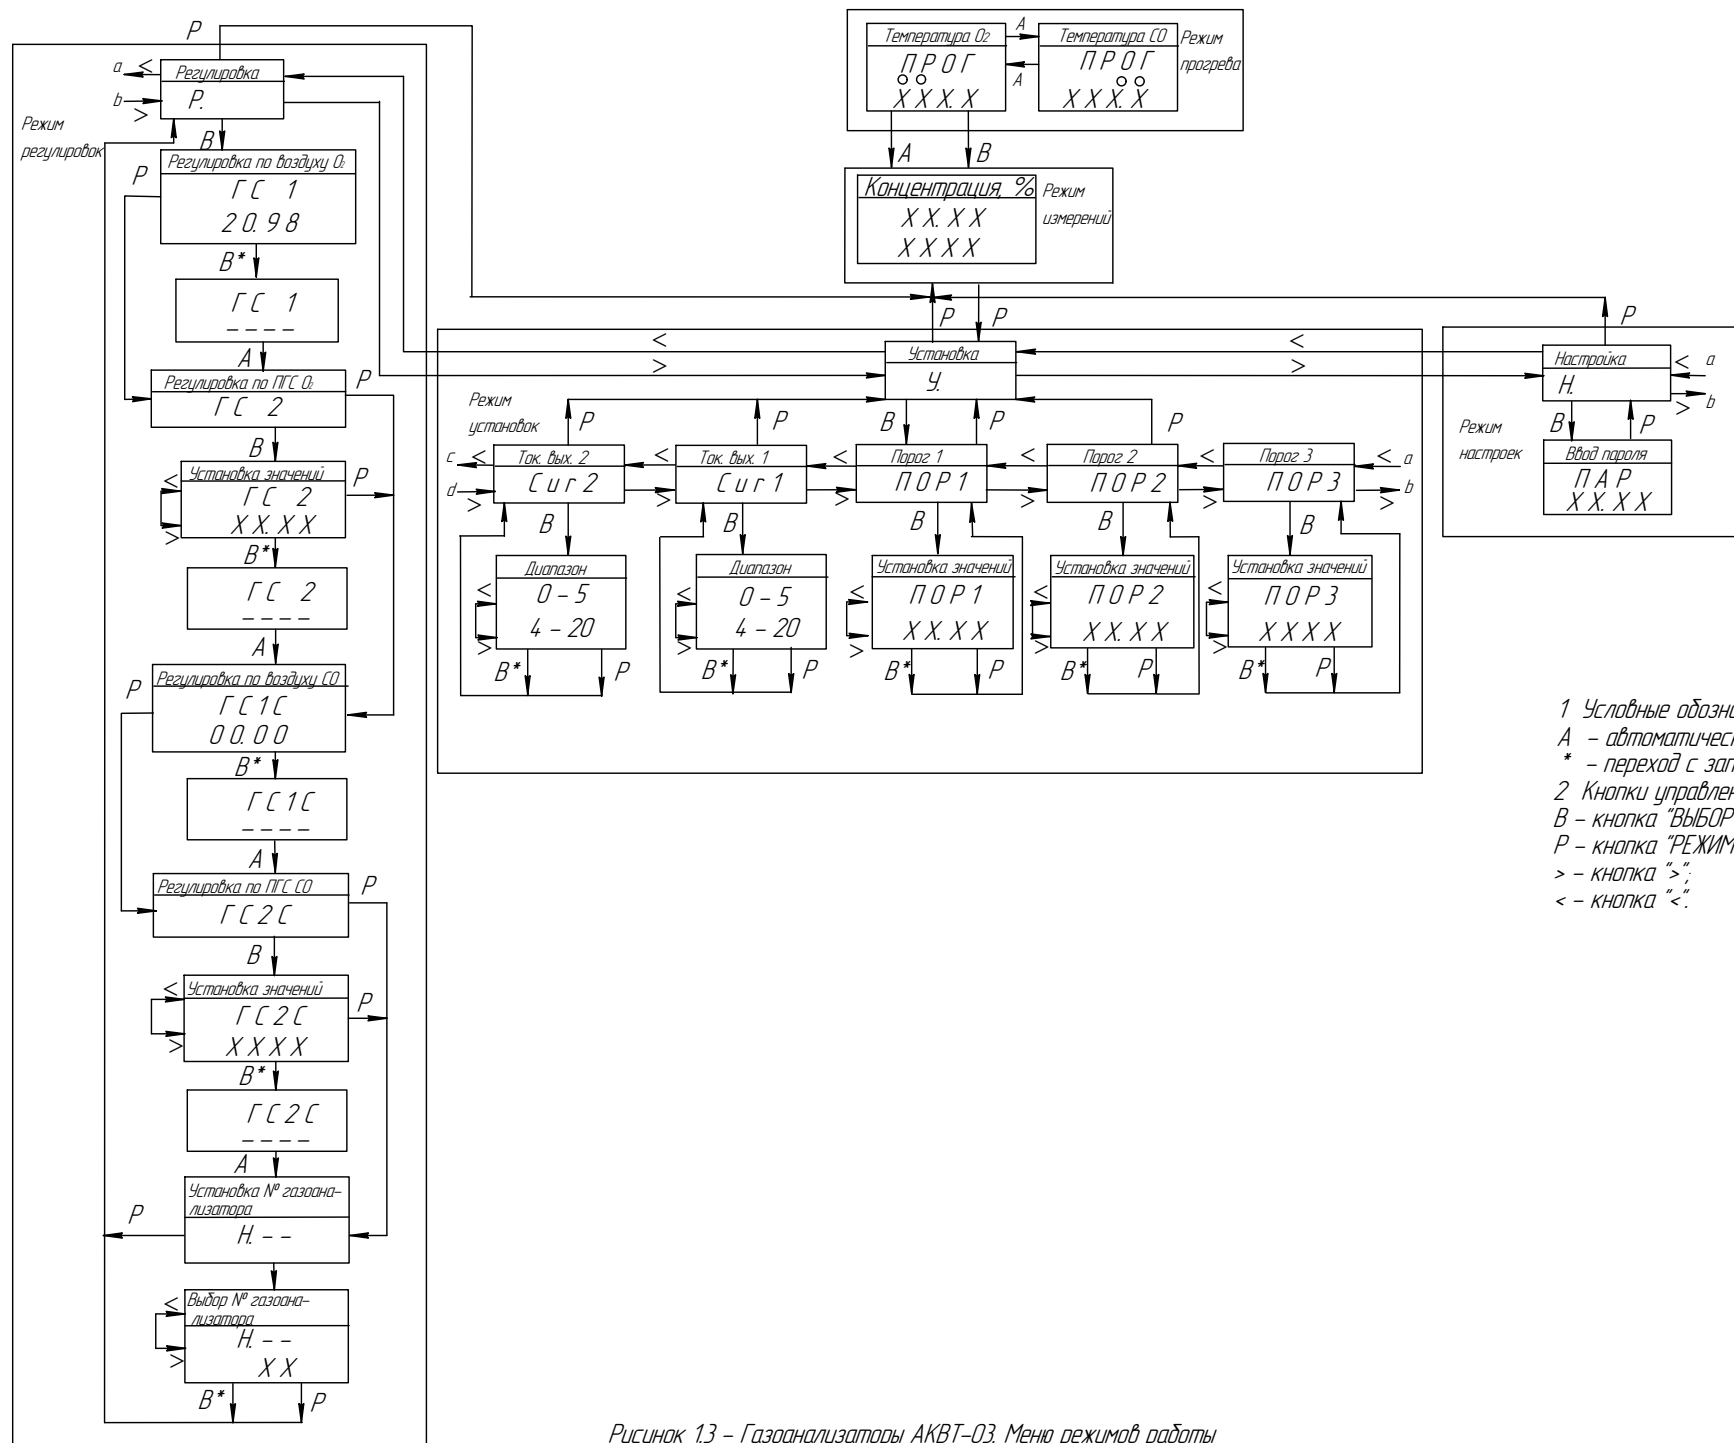 P
a <
b
>
Регулировка
Р.
Режим
регулировок
В
Регулировка по воздуху О₂
ГС 1
20.98
Р
В*
ГС 1
----
А
Регулировка по ПГС О₂
ГС 2
Р
В
Установка значений
ГС 2
ХХ.ХХ
<
>
Р
В*
ГС 2
----
А
Регулировка по воздуху СО
ГС1С
00.00
Р
В*
ГС1С
----
А
Регулировка по ПГС СО
ГС2С
Р
В
Установка значений
ГС2С
ХХХХ
<
>
Р
В*
ГС2С
----
А
Установка № газоана-
лизатора
Н.--
Р
Выбор № газоана-
лизатора
Н.--
ХХ
<
>
В*
Р
Р
Температура О₂
ПРОГ
ХХХ.Х
А
А
Температура СО
ПРОГ
ХХХ.Х
Режим
прогрева
А
В
Концентрация, %
ХХ.ХХ
ХХХХ
Режим
измерений
Р
Р
<
>
Установка
У.
<
>
Режим
установок
Р
Р
В
Р
Р
c <
d
>
Ток. вых. 2
Сиг2
<
>
Ток. вых. 1
Сиг1
<
>
Порог 1
ПОР1
<
>
Порог 2
ПОР2
<
>
Порог 3
ПОР3
< a
b
>
В
В
В
В
В
Диапазон
0-5
4-20
<
>
В*
Р
Диапазон
0-5
4-20
<
>
В*
Р
Установка значений
ПОР1
ХХ.ХХ
<
>
В*
Р
Установка значений
ПОР2
ХХ.ХХ
<
>
В*
Р
Установка значений
ПОР3
ХХХХ
<
>
В*
Р
Р
Настройка
Н.
< a
b
>
В
Р
Режим
настроек
Ввод пароля
ПАР
ХХ.ХХ
1 Условные обозна
А - автоматичес
* - переход с зап
2 Кнопки управлен
В - кнопка "ВЫБОР
Р - кнопка "РЕЖИМ
> - кнопка ">";
< - кнопка "<".
Рисинок 1.3 - Газоанализаторы АКВТ-03. Меню режимов работы